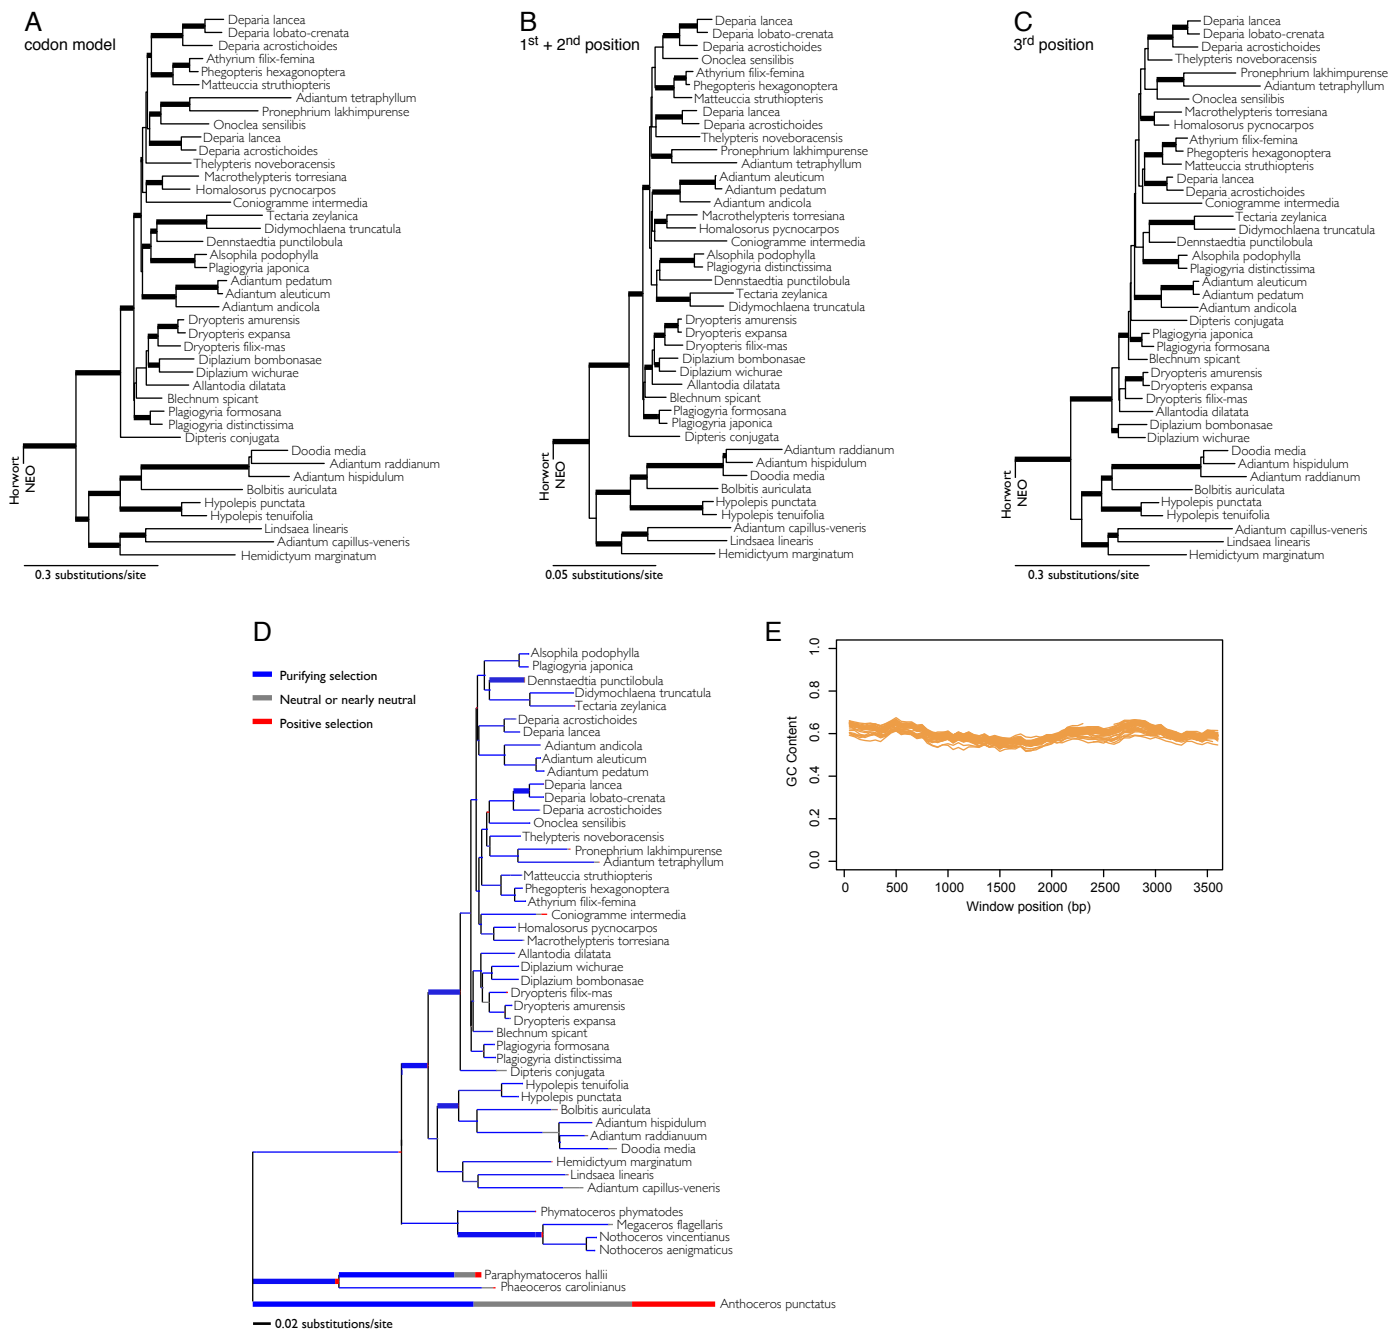 A
codon model
Deparia lancea
Deparia lobato-crenata
Deparia acrostichoides
Athyrium filix-femina
Phegopteris hexagonoptera
Matteuccia struthiopteris
Adiantum tetraphyllum
Pronephrium lakhimpurense
Onoclea sensilibis
Deparia lancea
Deparia acrostichoides
Thelypteris noveboracensis
Macrothelypteris torresiana
Homalosorus pycnocarpos
Coniogramme intermedia
Tectaria zeylanica
Didymochlaena truncatula
Dennstaedtia punctilobula
Alsophila podophylla
Plagiogyria japonica
Adiantum pedatum
Adiantum aleuticum
Adiantum andicola
Dryopteris amurensis
Dryopteris expansa
Dryopteris filix-mas
Diplazium bombonasae
Diplazium wichurae
Allantodia dilatata
Blechnum spicant
Plagiogyria formosana
Plagiogyria distinctissima
Dipteris conjugata
Doodia media
Adiantum raddianum
Adiantum hispidulum
Bolbitis auriculata
Hypolepis punctata
Hypolepis tenuifolia
Lindsaea linearis
Adiantum capillus-veneris
Hemidictyum marginatum
Horwort
NEO
0.3 substitutions/site
B
1st + 2nd position
Deparia lancea
Deparia lobato-crenata
Deparia acrostichoides
Onoclea sensilibis
Athyrium filix-femina
Phegopteris hexagonoptera
Matteuccia struthiopteris
Deparia lancea
Deparia acrostichoides
Thelypteris noveboracensis
Pronephrium lakhimpurense
Adiantum tetraphyllum
Adiantum aleuticum
Adiantum pedatum
Adiantum andicola
Macrothelypteris torresiana
Homalosorus pycnocarpos
Coniogramme intermedia
Alsophila podophylla
Plagiogyria distinctissima
Dennstaedtia punctilobula
Tectaria zeylanica
Didymochlaena truncatula
Dryopteris amurensis
Dryopteris expansa
Dryopteris filix-mas
Diplazium bombonasae
Diplazium wichurae
Allantodia dilatata
Blechnum spicant
Plagiogyria formosana
Plagiogyria japonica
Dipteris conjugata
Adiantum raddianum
Adiantum hispidulum
Doodia media
Bolbitis auriculata
Hypolepis punctata
Hypolepis tenuifolia
Adiantum capillus-veneris
Lindsaea linearis
Hemidictyum marginatum
Horwort
NEO
0.05 substitutions/site
C
3rd position
Deparia lancea
Deparia lobato-crenata
Deparia acrostichoides
Thelypteris noveboracensis
Pronephrium lakhimpurense
Adiantum tetraphyllum
Onoclea sensilibis
Macrothelypteris torresiana
Homalosorus pycnocarpos
Athyrium filix-femina
Phegopteris hexagonoptera
Matteuccia struthiopteris
Deparia lancea
Deparia acrostichoides
Coniogramme intermedia
Tectaria zeylanica
Didymochlaena truncatula
Dennstaedtia punctilobula
Alsophila podophylla
Plagiogyria distinctissima
Adiantum aleuticum
Adiantum pedatum
Adiantum andicola
Dipteris conjugata
Plagiogyria japonica
Plagiogyria formosana
Blechnum spicant
Dryopteris amurensis
Dryopteris expansa
Dryopteris filix-mas
Allantodia dilatata
Diplazium bombonasae
Diplazium wichurae
Doodia media
Adiantum hispidulum
Adiantum raddianum
Bolbitis auriculata
Hypolepis punctata
Hypolepis tenuifolia
Adiantum capillus-veneris
Lindsaea linearis
Hemidictyum marginatum
Horwort
NEO
0.3 substitutions/site
D
Purifying selection
Neutral or nearly neutral
Positive selection
Alsophila podophylla
Plagiogyria japonica
Dennstaedtia punctilobula
Didymochlaena truncatula
Tectaria zeylanica
Deparia acrostichoides
Deparia lancea
Adiantum andicola
Adiantum aleuticum
Adiantum pedatum
Deparia lancea
Deparia lobato-crenata
Deparia acrostichoides
Onoclea sensilibis
Thelypteris noveboracensis
Pronephrium lakhimpurense
Adiantum tetraphyllum
Matteuccia struthiopteris
Phegopteris hexagonoptera
Athyrium filix-femina
Coniogramme intermedia
Homalosorus pycnocarpos
Macrothelypteris torresiana
Allantodia dilatata
Diplazium wichurae
Diplazium bombonasae
Dryopteris filix-mas
Dryopteris amurensis
Dryopteris expansa
Blechnum spicant
Plagiogyria formosana
Plagiogyria distinctissima
Dipteris conjugata
Hypolepis tenuifolia
Hypolepis punctata
Bolbitis auriculata
Adiantum hispidulum
Adiantum raddianuum
Doodia media
Hemidictyum marginatum
Lindsaea linearis
Adiantum capillus-veneris
Phymatoceros phymatodes
Megaceros flagellaris
Nothoceros vincentianus
Nothoceros aenigmaticus
Paraphymatoceros hallii
Phaeoceros carolinianus
Anthoceros punctatus
0.02 substitutions/site
E
GC Content
1.0
0.8
0.6
0.4
0.2
0.0
0 500 1000 1500 2000 2500 3000 3500
Window position (bp)